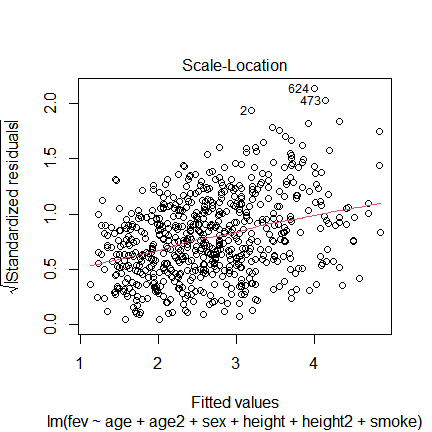 Scale-Location
√|Standardized residuals|
2.0
1.5
1.0
0.5
0.0
624
473
2
1 2 3 4
Fitted values
lm(fev ~ age + age2 + sex + height + height2 + smoke)